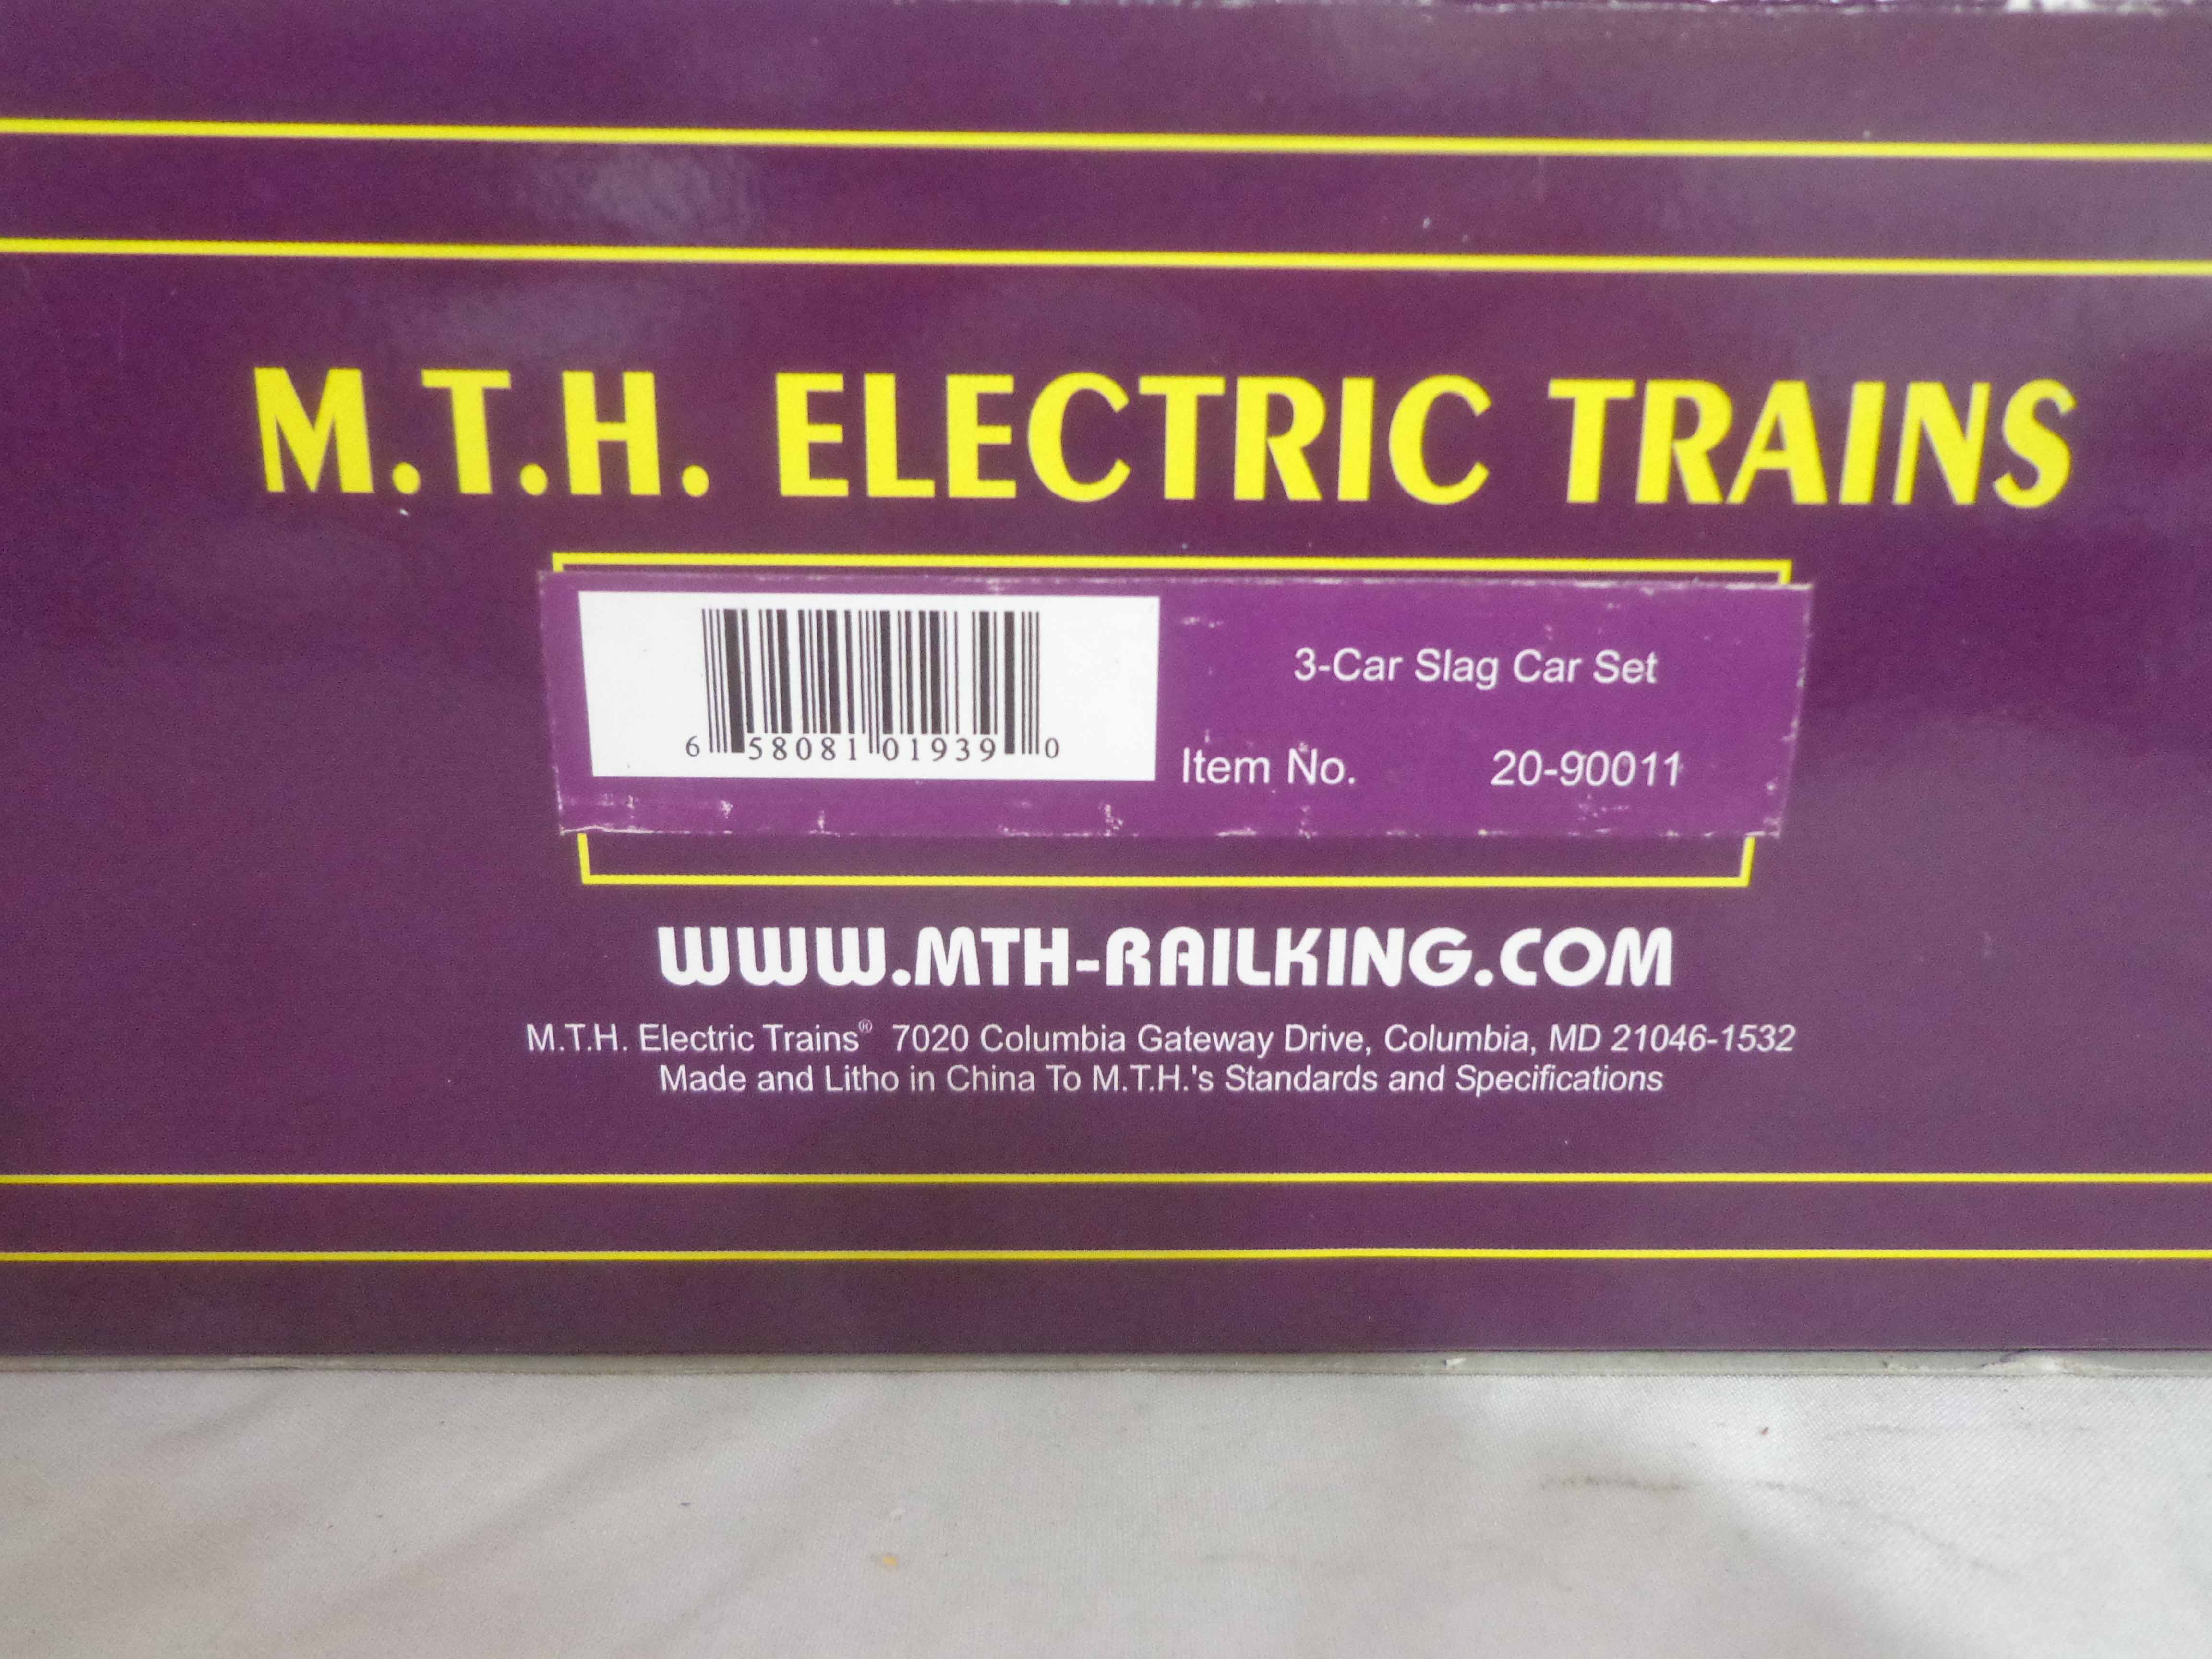 M.T.H. ELECTRIC TRAINS
3-Car Slag Car Set
6 58081 01939 0
Item No. 20-90011
WWW.MTH-RAILKING.COM
M.T.H. Electric Trains® 7020 Columbia Gateway Drive, Columbia, MD 21046-1532
Made and Litho in China To M.T.H.'s Standards and Specifications